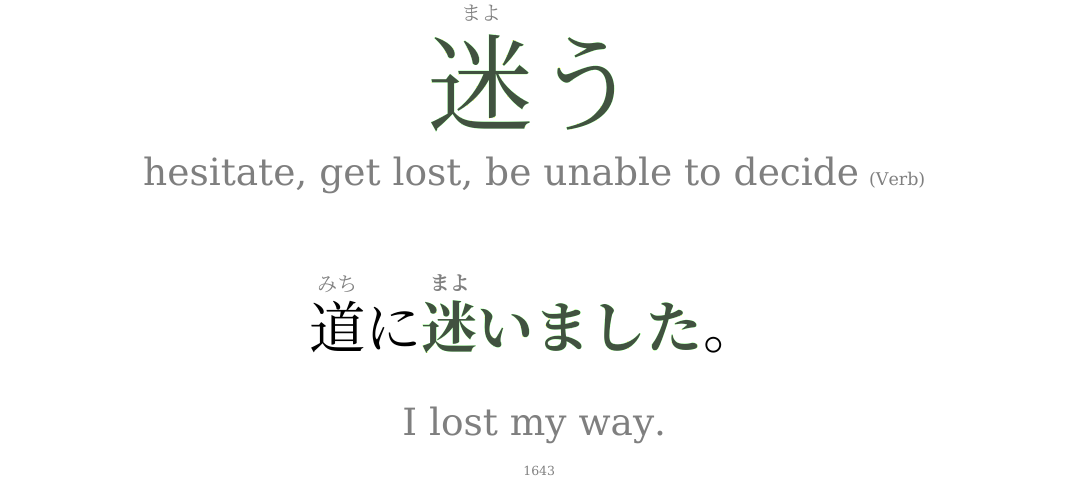 まよ
迷う
hesitate, get lost, be unable to decide (Verb)
みち まよ
道に迷いました。
I lost my way.
1643